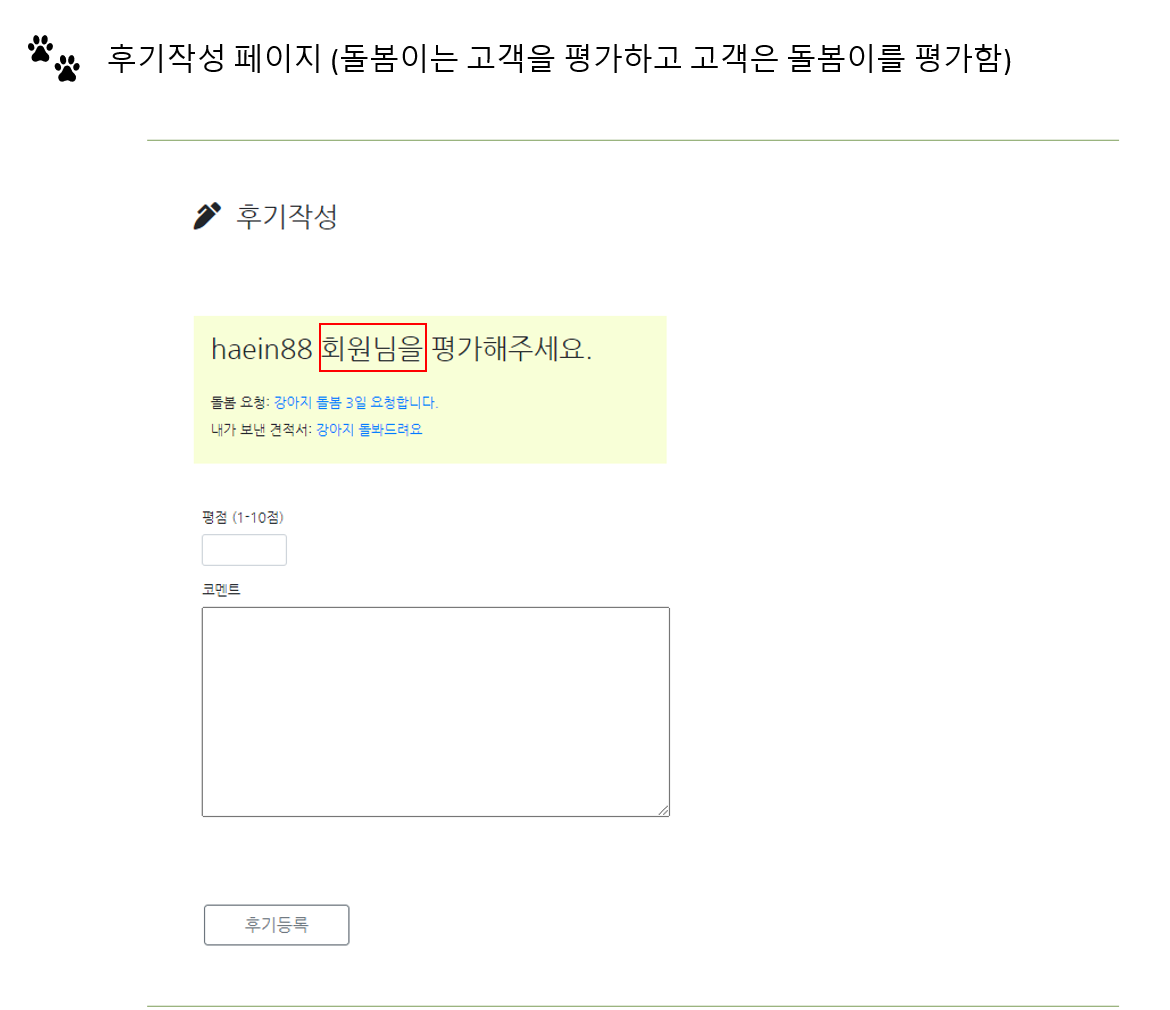 후기작성 페이지 (돌봄이는 고객을 평가하고 고객은 돌봄이를 평가함)
후기작성
haein88 회원님을 평가해주세요.
돌봄 요청: 강아지 돌봄 3일 요청합니다.
내가 보낸 견적서: 강아지 돌봐드려요
평점 (1-10점)
코멘트
후기등록